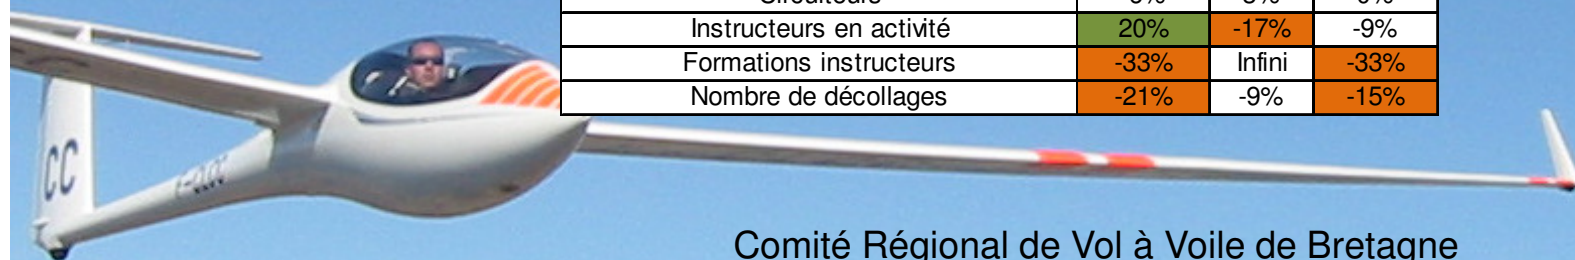 Instructeurs en activité 20% -17% -9%
Formations instructeurs -33% Infini -33%
Nombre de décollages -21% -9% -15%
CC
Comité Régional de Vol à Voile de Bretagne